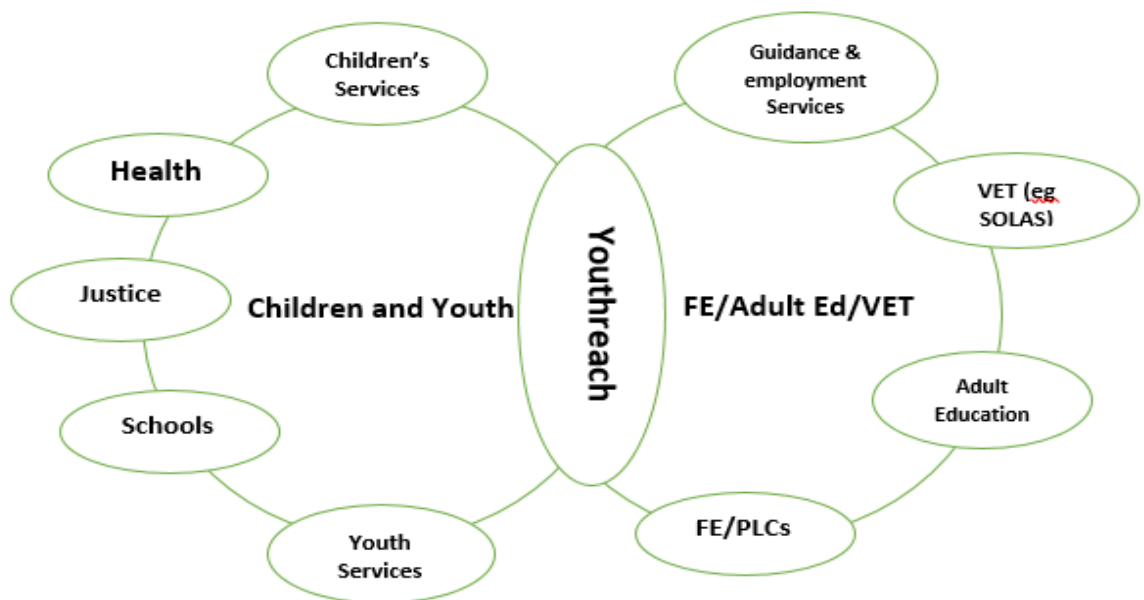 Children's
Services
Guidance &
employment
Services
Health
VET (eg
SOLAS)
Justice
Children and Youth
Youthreach
FE/Adult Ed/VET
Schools
Adult
Education
Youth
Services
FE/PLCs